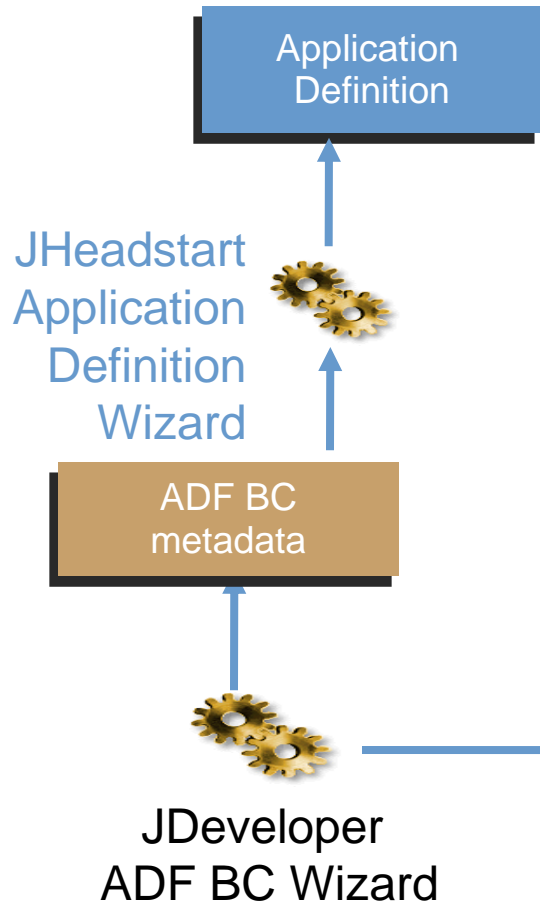 Application
Definition
JHeadstart
Application
Definition
Wizard
ADF BC
metadata
JDeveloper
ADF BC Wizard